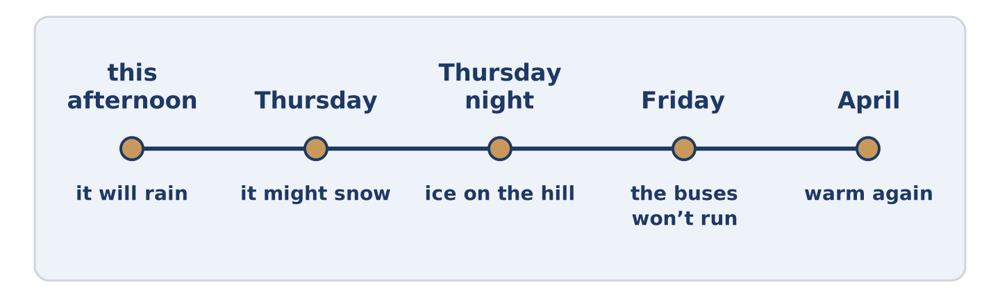 this
afternoon
Thursday
Thursday
night
Friday
April
it will rain
it might snow
ice on the hill
the buses
won’t run
warm again